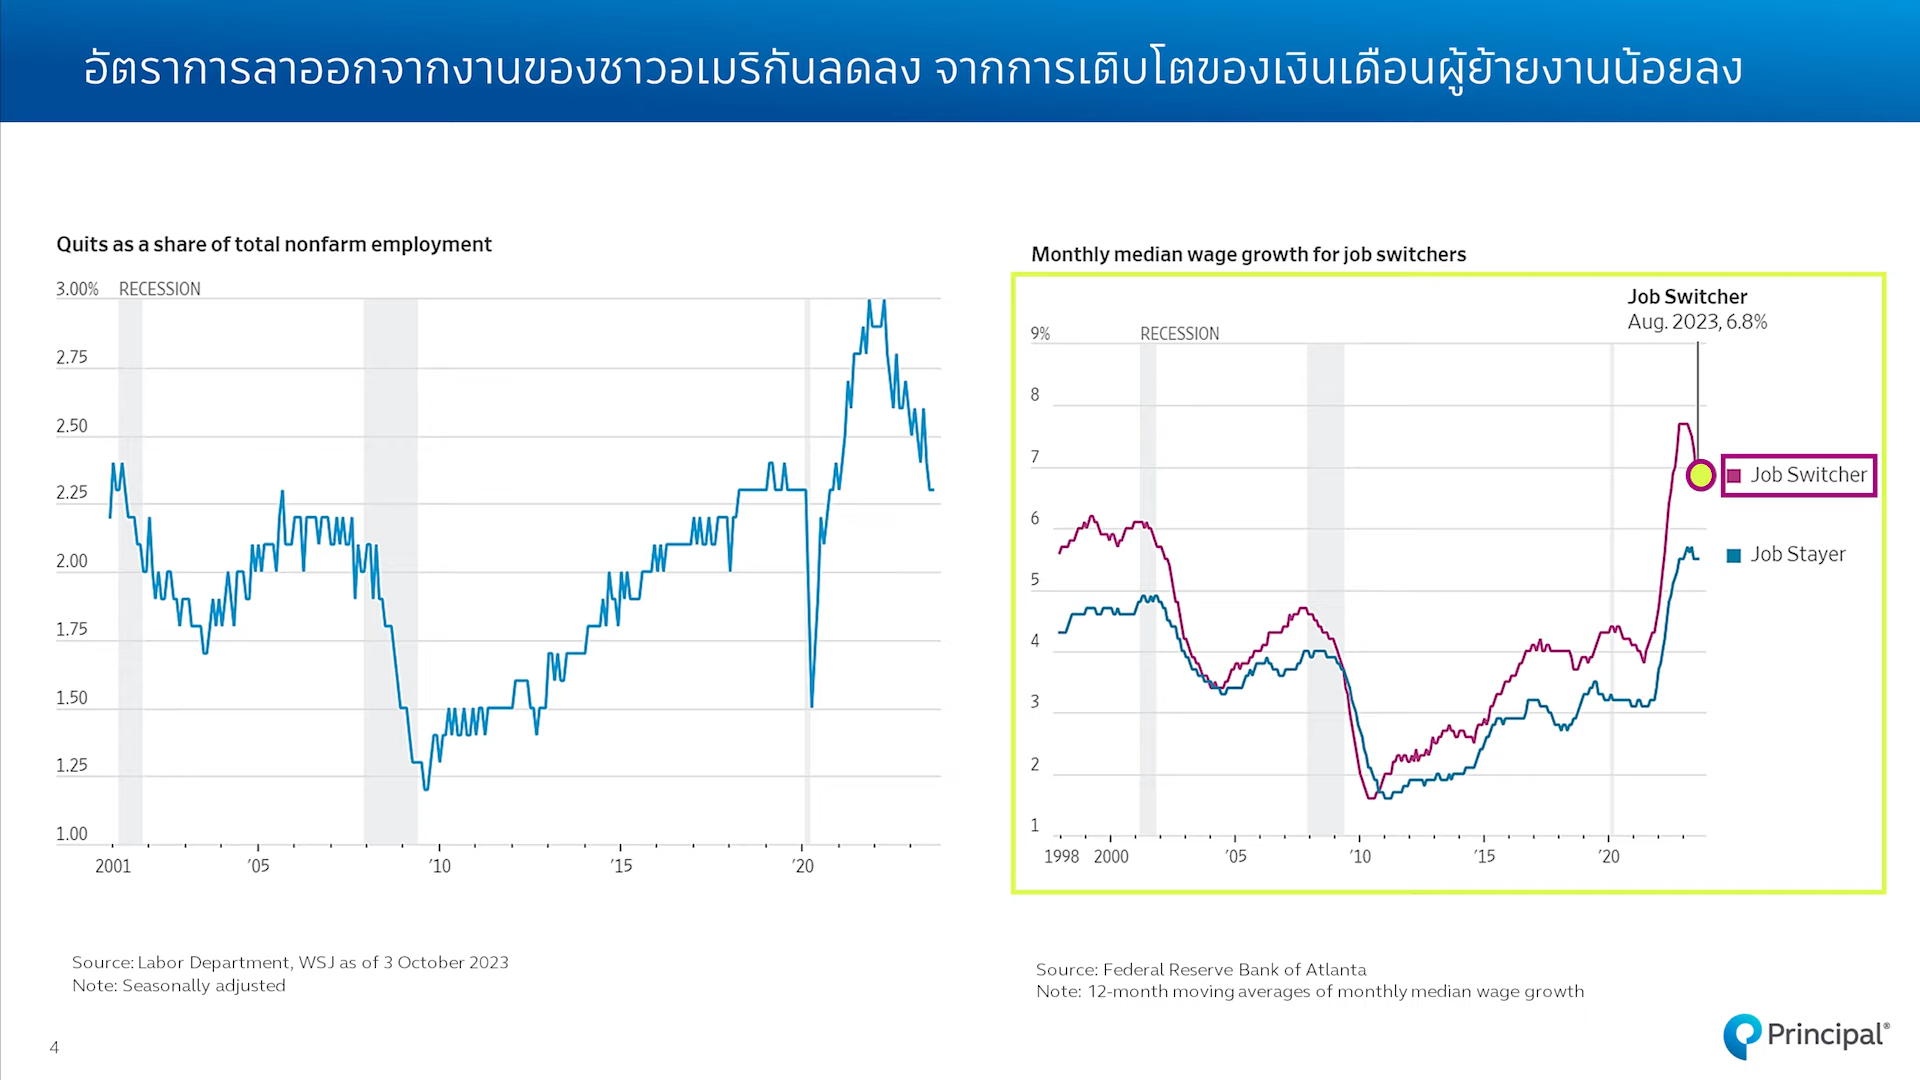 อัตราการลาออกจากงานของชาวอเมริกันลดลง จากการเติบโตของเงินเดือนผู้ย้ายงานน้อยลง
Quits as a share of total nonfarm employment
3.00% RECESSION
2.75
2.50
2.25
2.00
1.75
1.50
1.25
1.00
2001 ’05 ’10 ’15 ’20
Source: Labor Department, WSJ as of 3 October 2023
Note: Seasonally adjusted
Monthly median wage growth for job switchers
Job Switcher
Aug. 2023, 6.8%
9% RECESSION
8
7
Job Switcher
6
Job Stayer
5
4
3
2
1
1998 2000 ’05 ’10 ’15 ’20
Source: Federal Reserve Bank of Atlanta
Note: 12-month moving averages of monthly median wage growth
4
Principal®